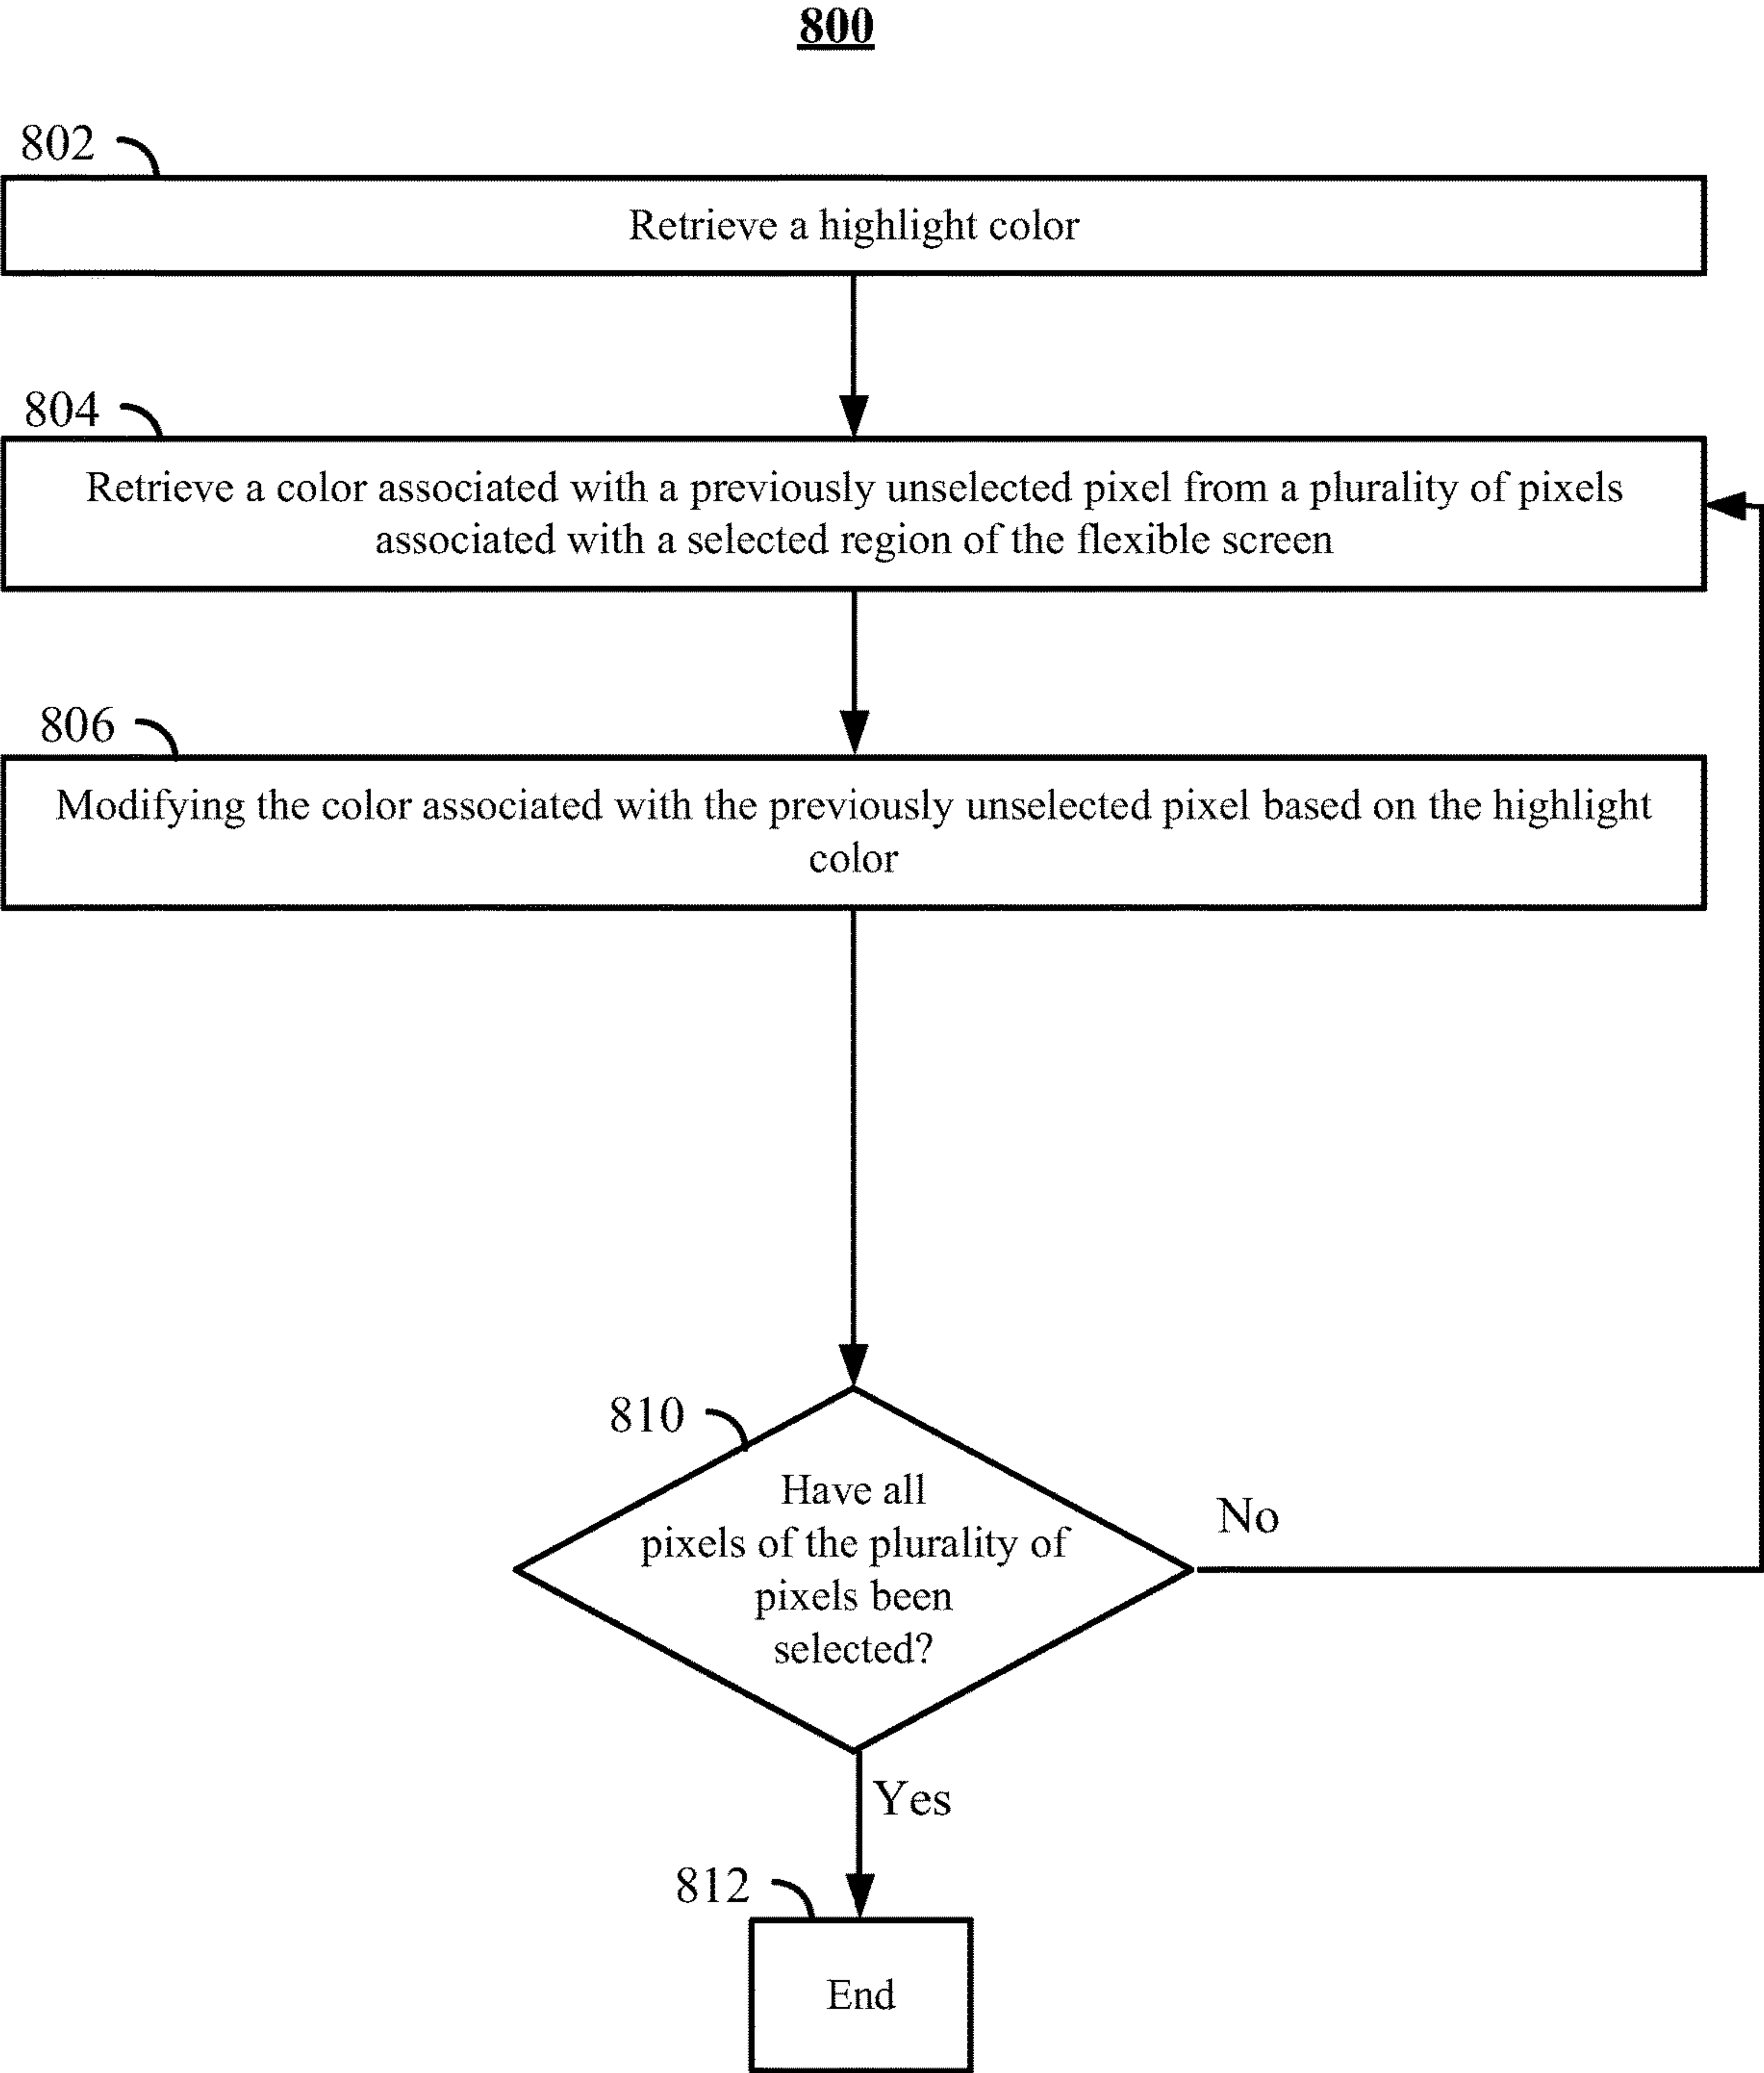 800
802
Retrieve a highlight color
804
Retrieve a color associated with a previously unselected pixel from a plurality of pixels
associated with a selected region of the flexible screen
806
Modifying the color associated with the previously unselected pixel based on the highlight
color
810
Have all
pixels of the plurality of
pixels been
selected?
No
Yes
812
End